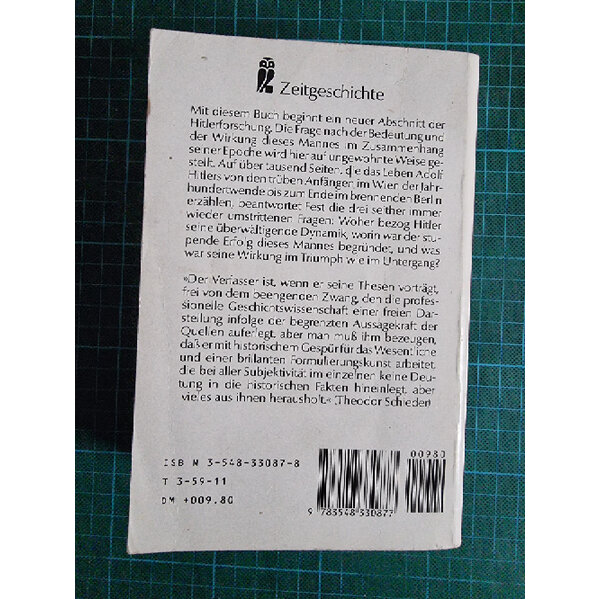 Zeitgeschichte
Mit diesem Buch beginnt ein neuer Abschnitt der
Hitlerforschung. Die Frage nach der Bedeutung und
der Wirkung dieses Mannes im Zusammenhang
seiner Epoche wird hier auf ungewohnte Weise ge-
stellt. Auf über tausend Seiten, die das Leben Adolf
Hitlers von den trüben Anfängen im Wien der Jahr-
hundertwende bis zum Ende im brennenden Berlin
erzählen, beantwortet Fest die drei seither immer
wieder umstrittenen Fragen: Woher bezog Hitler
seine überwältigende Dynamik, worin war der stu-
pende Erfolg dieses Mannes begründet, und was
war seine Wirkung im Triumph wie im Untergang?
»Der Verfasser ist, wenn er seine Thesen vorträgt,
frei von dem beengenden Zwang, den die profes-
sionelle Geschichtswissenschaft einer freien Dar-
stellung infolge der begrenzten Aussagekraft der
Quellen auferlegt, aber man muß ihm bezeugen,
daß er mit historischem Gespür für das Wesentliche
und einer brillanten Formulierungskunst arbeitet,
die bei aller Subjektivität im einzelnen keine Deu-
tung in die historischen Fakten hineinlegt, aber
vieles aus ihnen herausholt.« (Theodor Schieder)
00980
ISBN N 3-548-33087-8
T 3-59-11
DM +009.80
9 783548 330877